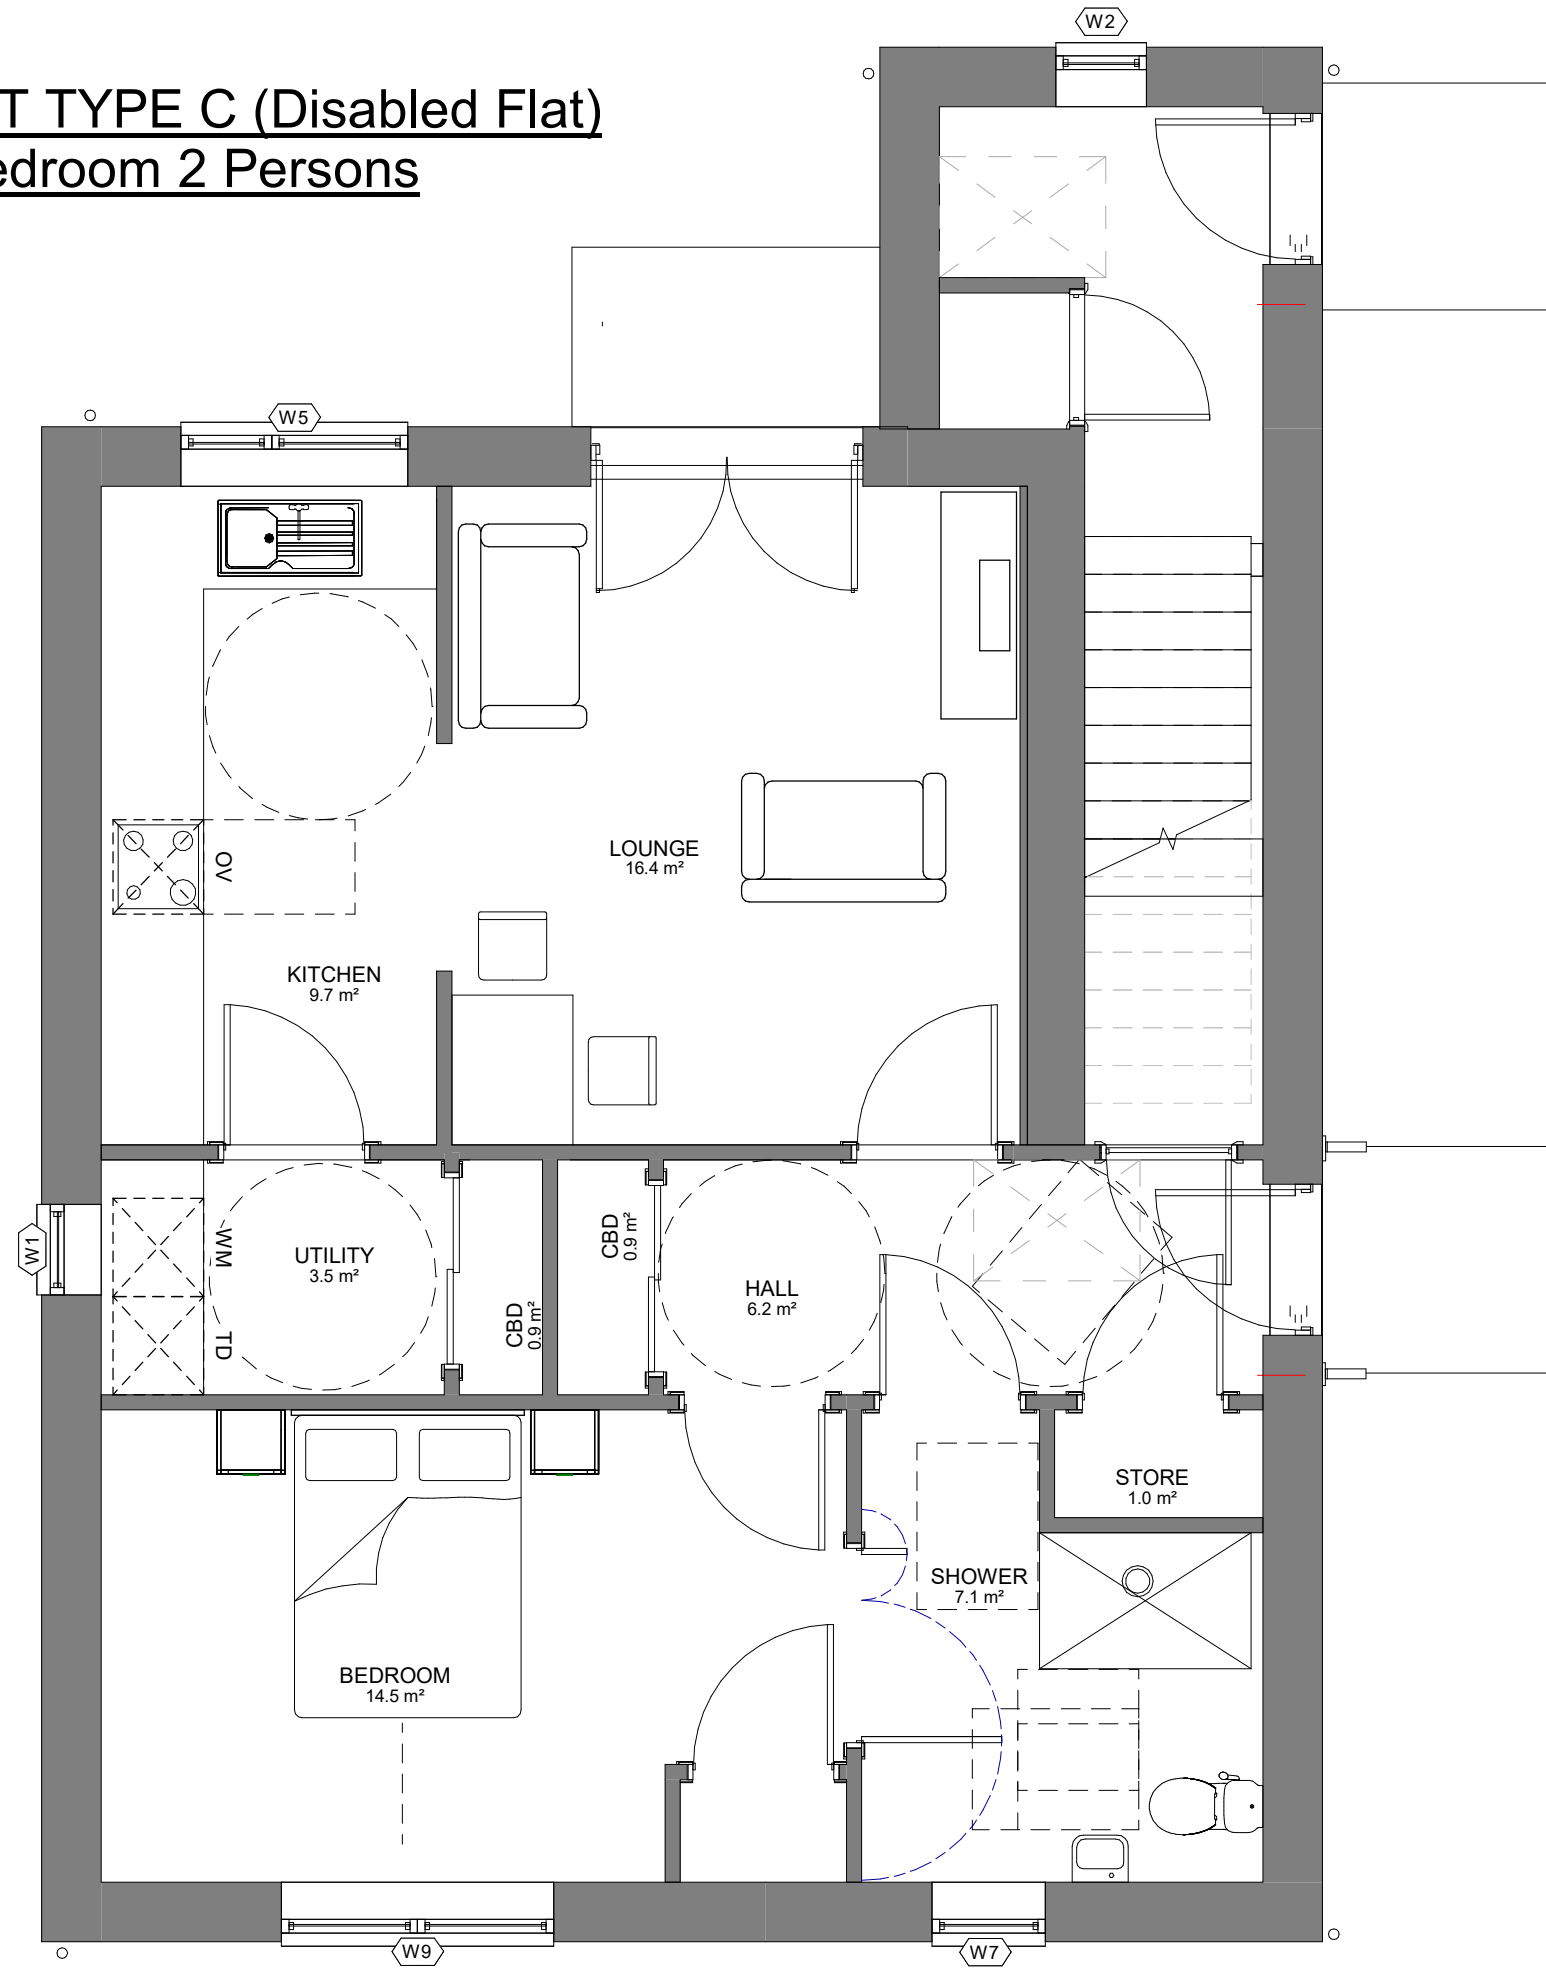 W2
T TYPE C (Disabled Flat)
edroom 2 Persons
W5
LOUNGE
16.4 m²
OV
KITCHEN
9.7 m²
W1
WM
TD
UTILITY
3.5 m²
CBD
0.9 m²
CBD
0.9 m²
HALL
6.2 m²
STORE
1.0 m²
SHOWER
7.1 m²
BEDROOM
14.5 m²
W9
W7